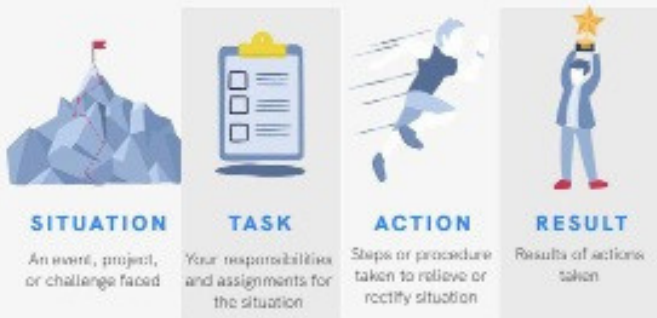 SITUATION
An event, project,
or challenge faced
TASK
Your responsibilities
and assignments for
the situation
ACTION
Steps or procedure
taken to relieve or
rectify situation
RESULT
Results of actions
taken